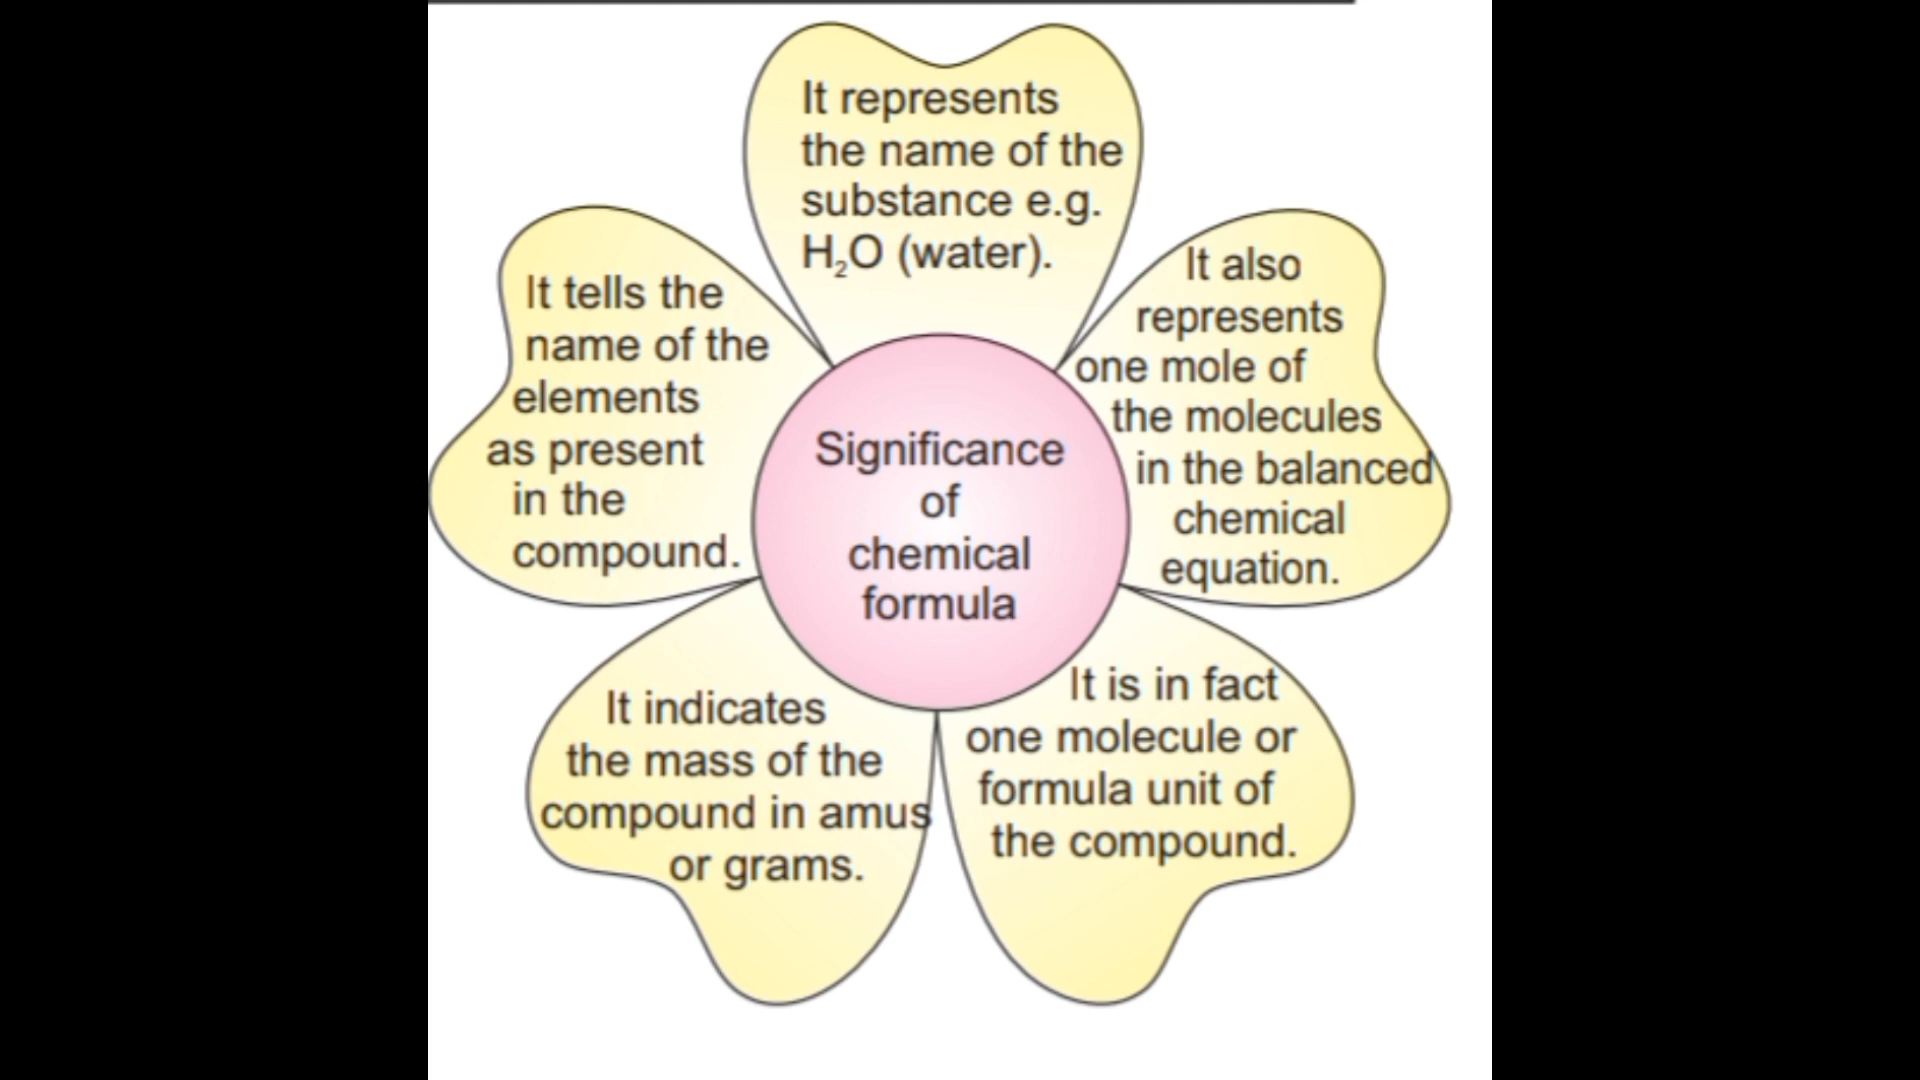 It represents
the name of the
substance e.g.
H₂O (water).
It also
represents
one mole of
the molecules
in the balanced
chemical
equation.
It is in fact
one molecule or
formula unit of
the compound.
It indicates
the mass of the
compound in amus
or grams.
It tells the
name of the
elements
as present
in the
compound.
Significance
of
chemical
formula